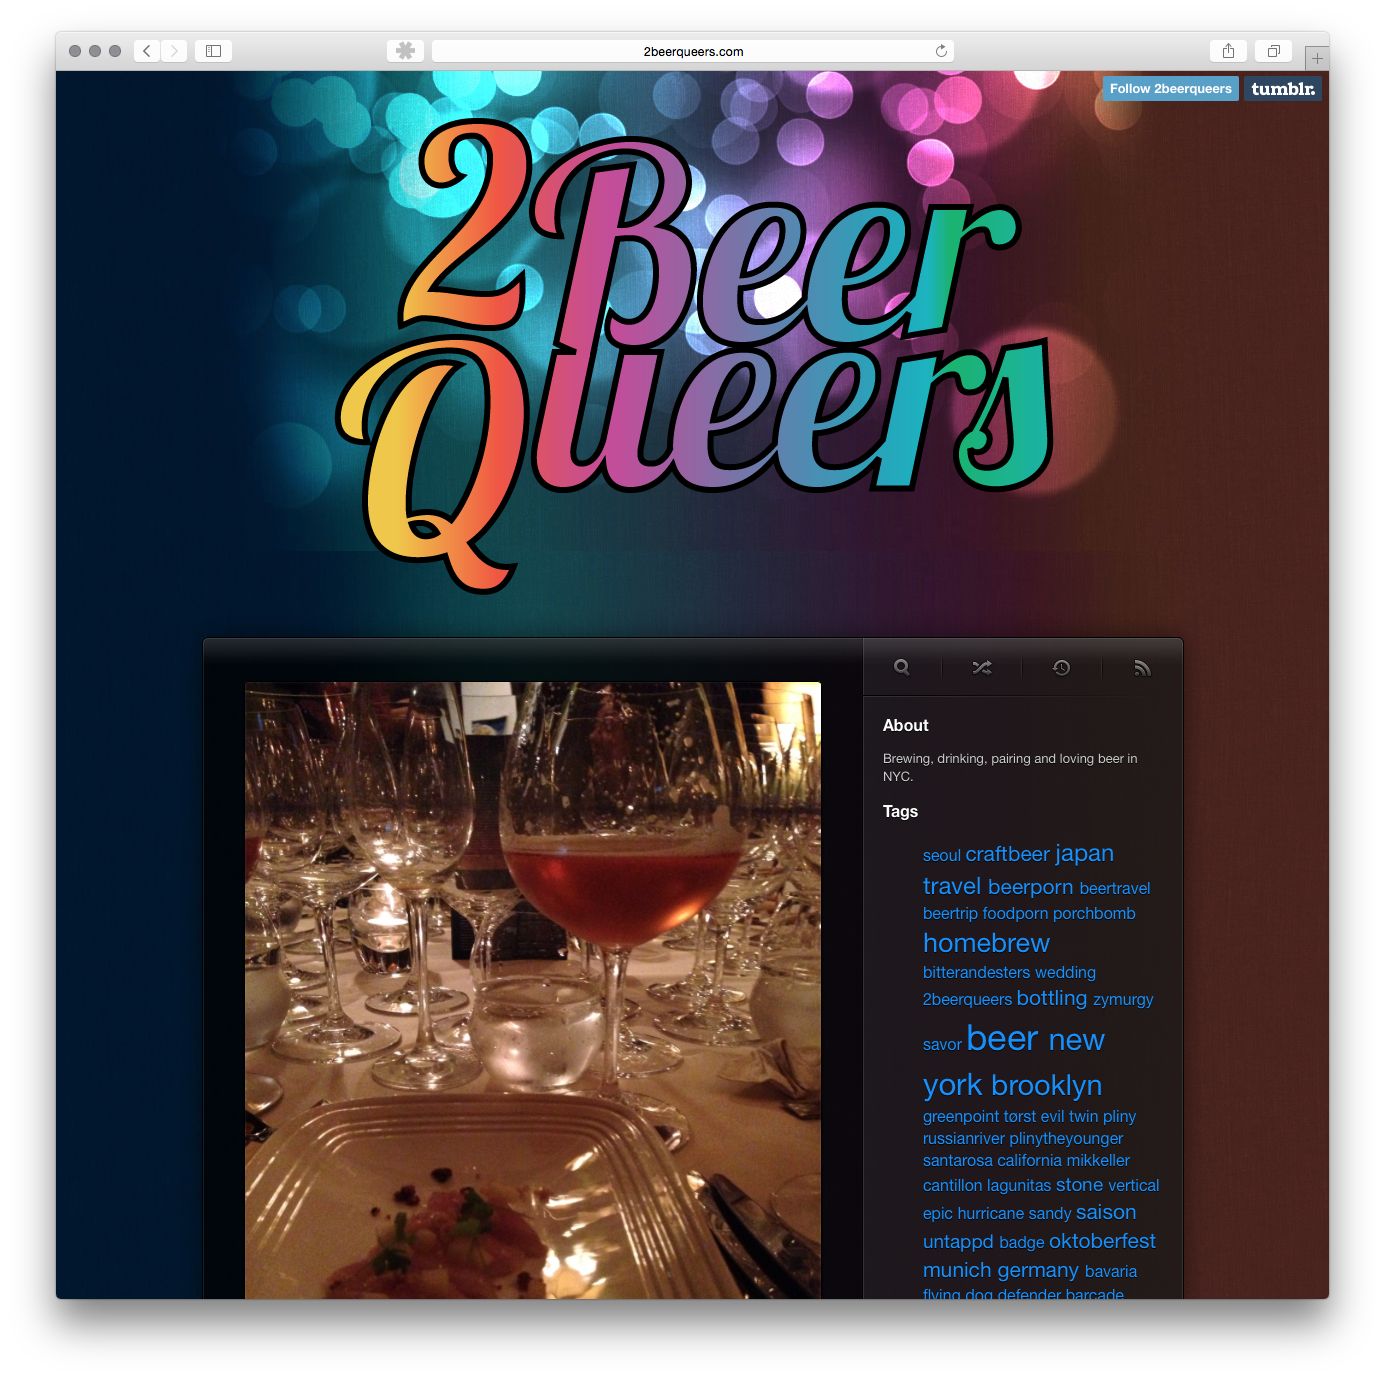 2beerqueers.com
Follow 2beerqueers
tumblr.
2Beer
Queers
About
Brewing, drinking, pairing and loving beer in
NYC.
Tags
seoul craftbeer japan
travel beerporn beertravel
beertrip foodporn porchbomb
homebrew
bitterandesters wedding
2beerqueers bottling zymurgy
savor beer new
york brooklyn
greenpoint tørst evil twin pliny
russianriver plinytheyounger
santarosa california mikkeller
cantillon lagunitas stone vertical
epic hurricane sandy saison
untappd badge oktoberfest
munich germany bavaria
flying dog defender barcade